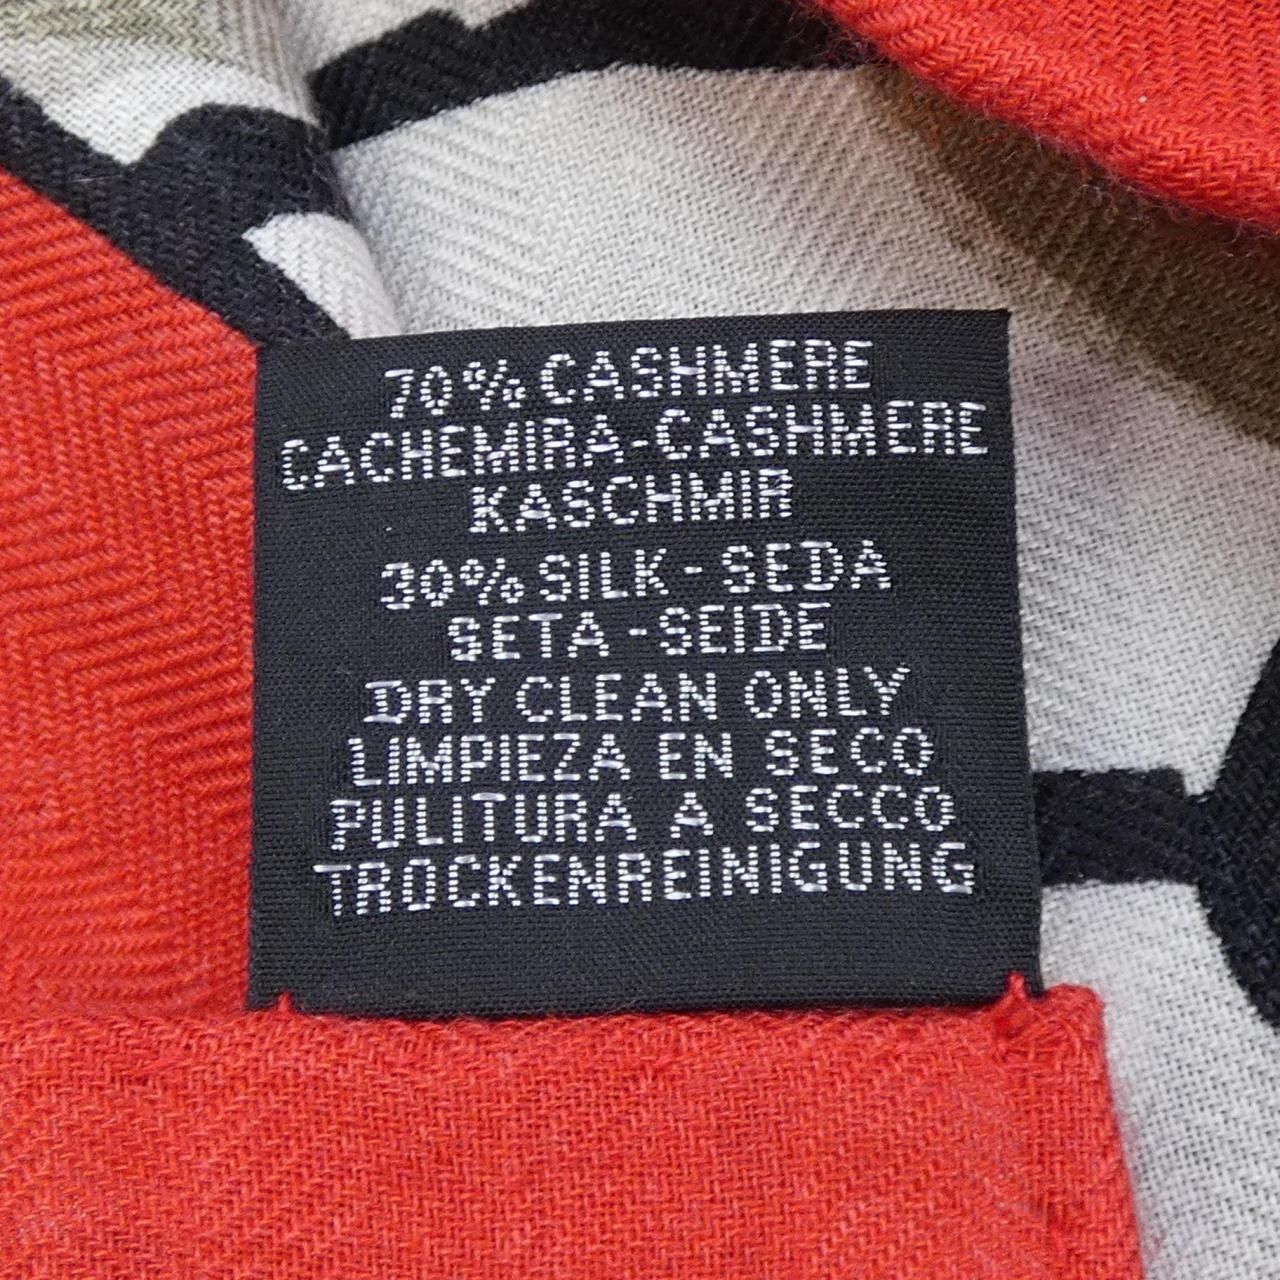 70% CASHMERE
CACHEMIRA-CASHMERE
KASCHMIR
30% SILK - SEDA
SETA - SEIDE
DRY CLEAN ONLY
LIMPIEZA EN SECO
PULITURA A SECCO
TROCKENREINIGUNG